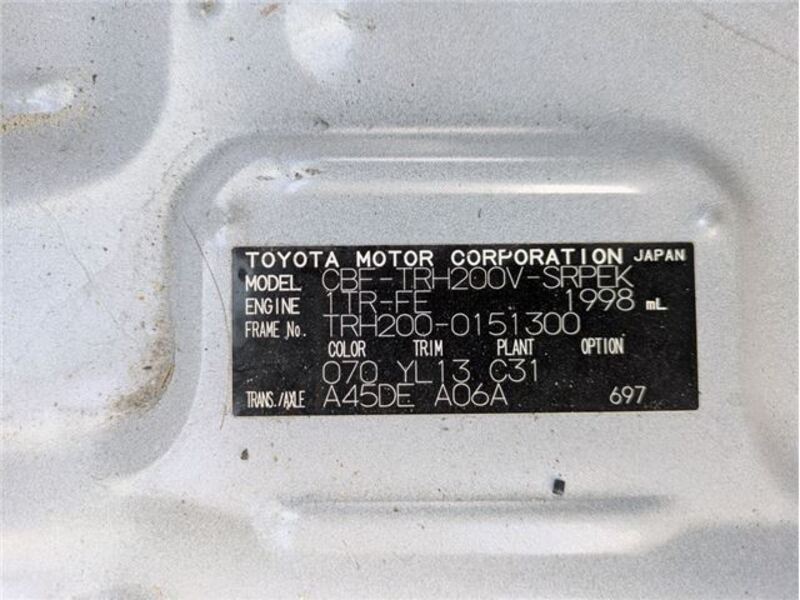 TOYOTA MOTOR CORPORATION JAPAN
MODEL CBF-TRH200V-SRPEK
ENGINE 1TR-FE 1998 mL
FRAME No. TRH200-0151300
COLOR TRIM PLANT OPTION
070 YL13 C31
TRANS./AXLE A45DE A06A 697